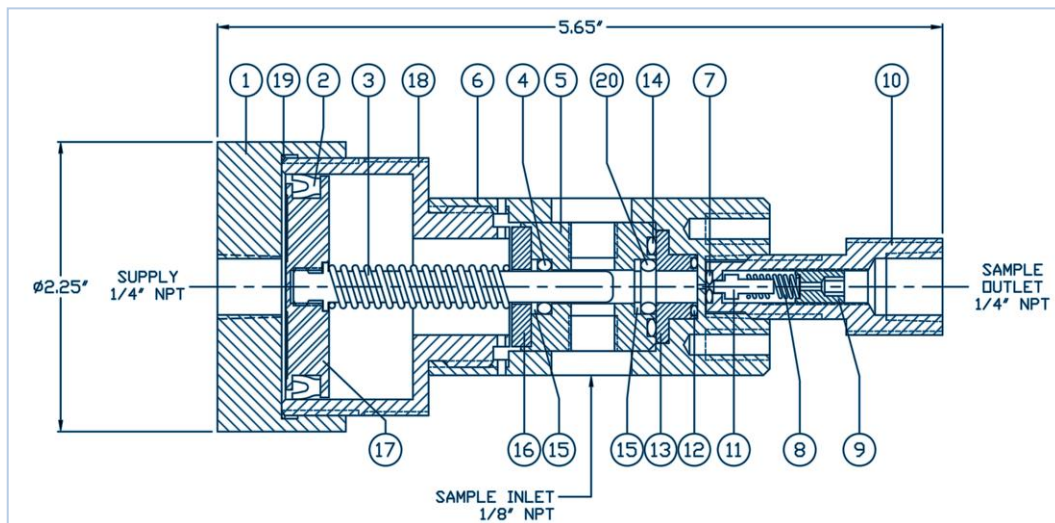 5.65"
1 19 2 3 18 6 4 5 20 14 7 10
Ø2.25"
SUPPLY
1/4" NPT
SAMPLE
OUTLET
1/4" NPT
17 16 15 15 13 12 11 8 9
SAMPLE INLET
1/8" NPT